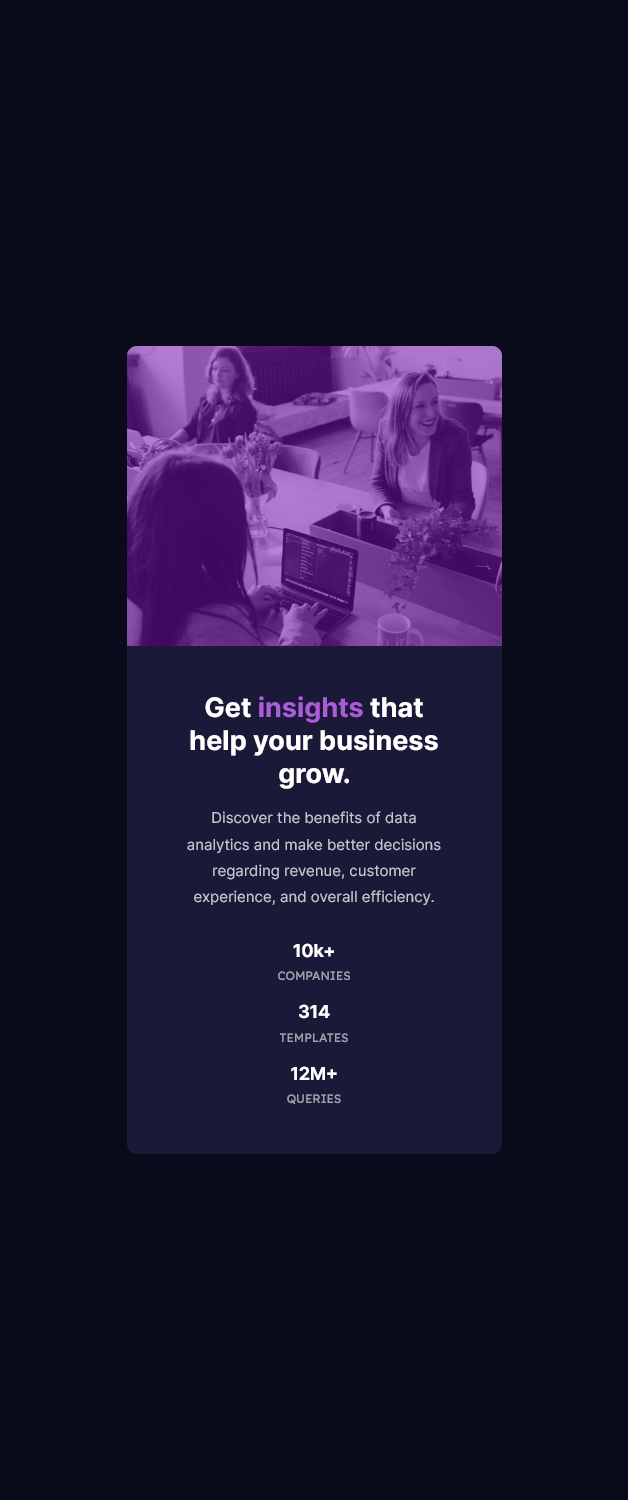 Get insights that
help your business
grow.
Discover the benefits of data
analytics and make better decisions
regarding revenue, customer
experience, and overall efficiency.
10k+
COMPANIES
314
TEMPLATES
12M+
QUERIES